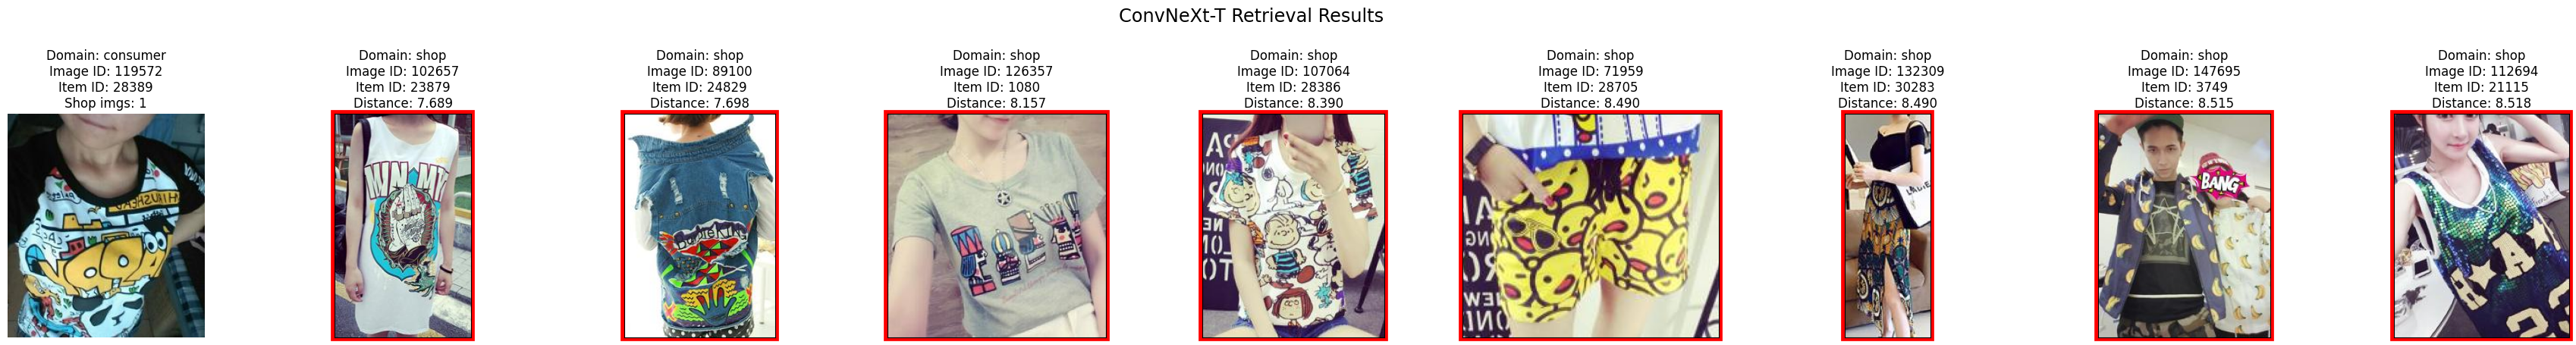 ConvNeXt-T Retrieval Results
Domain: consumer
Image ID: 119572
Item ID: 28389
Shop imgs: 1
Domain: shop
Image ID: 102657
Item ID: 23879
Distance: 7.689
Domain: shop
Image ID: 89100
Item ID: 24829
Distance: 7.698
Domain: shop
Image ID: 126357
Item ID: 1080
Distance: 8.157
Domain: shop
Image ID: 107064
Item ID: 28386
Distance: 8.390
Domain: shop
Image ID: 71959
Item ID: 28705
Distance: 8.490
Domain: shop
Image ID: 132309
Item ID: 30283
Distance: 8.490
Domain: shop
Image ID: 147695
Item ID: 3749
Distance: 8.515
Domain: shop
Image ID: 112694
Item ID: 21115
Distance: 8.518
BANG